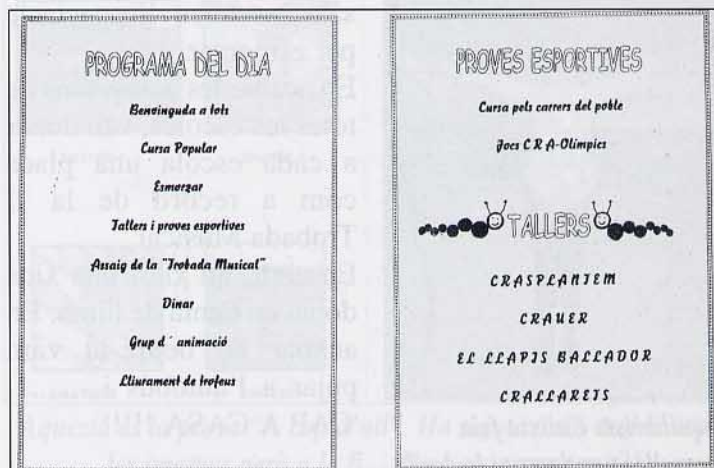 PROGRAMA DEL DIA
Benvinguda a tots
Cursa Popular
Esmorzar
Tallers i proves esportives
Assaig de la "Trobada Musical"
Dinar
Grup d' animació
Lliurament de trofeus
PROVES ESPORTIVES
Cursa pels carrers del poble
Jocs C R A-Olímpics
TALLERS
CRASPLANTEM
CRAUER
EL LLAPIS BALLADOR
CRALLARETS